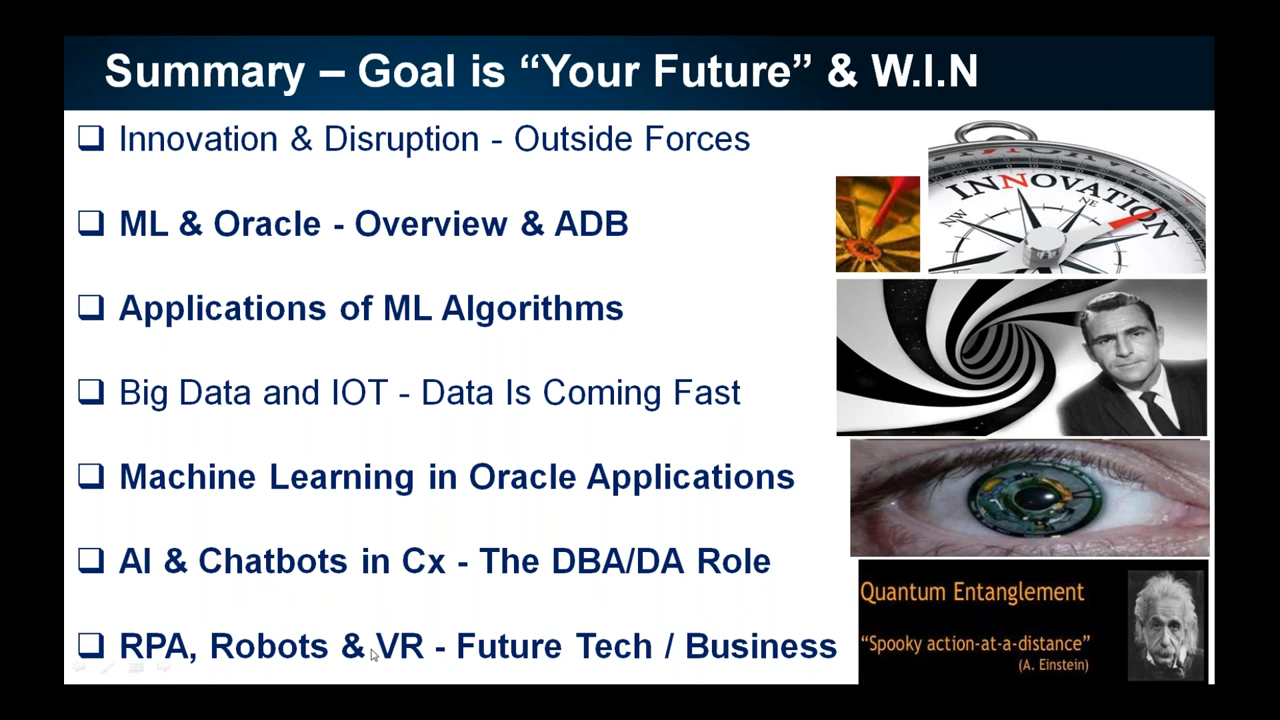 Summary – Goal is “Your Future” & W.I.N
Innovation & Disruption - Outside Forces
ML & Oracle - Overview & ADB
Applications of ML Algorithms
Big Data and IOT - Data Is Coming Fast
Machine Learning in Oracle Applications
AI & Chatbots in Cx - The DBA/DA Role
RPA, Robots & VR - Future Tech / Business
INNOVATION
NW
NE
Quantum Entanglement
“Spooky action-at-a-distance”
(A. Einstein)